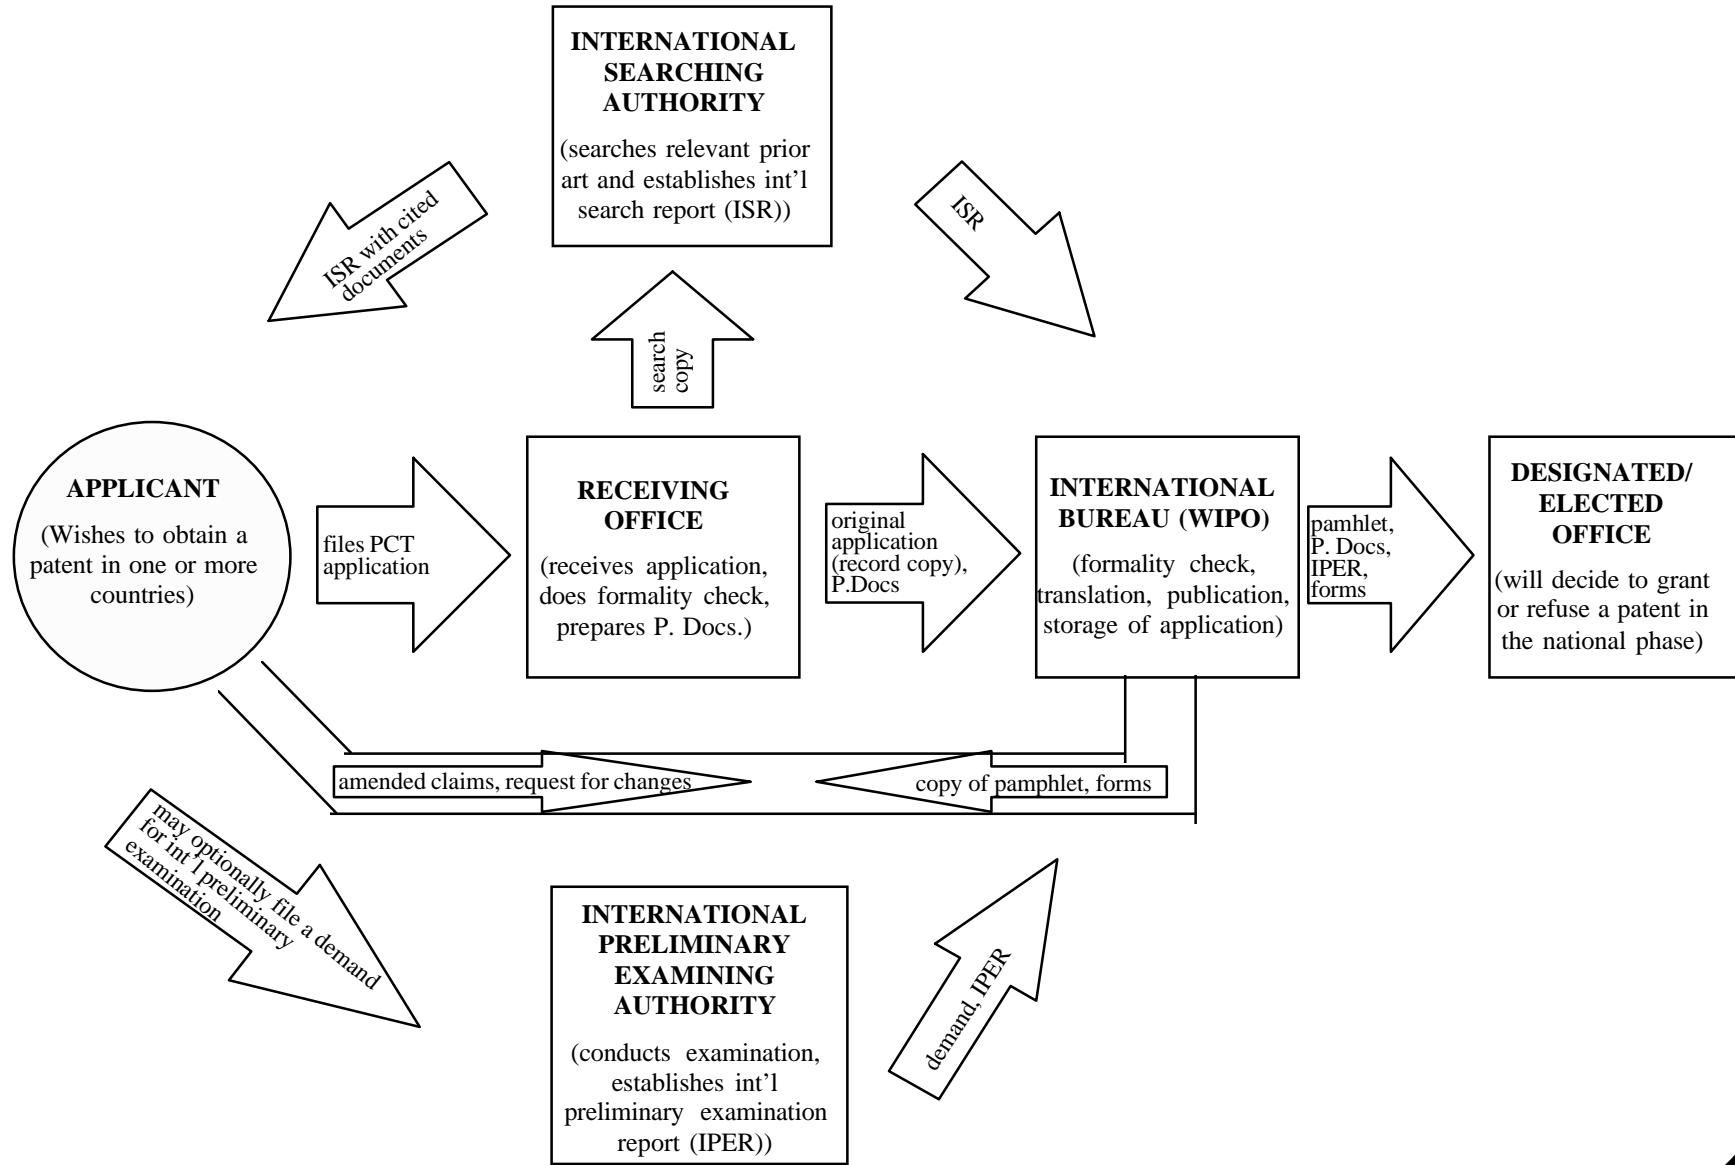 INTERNATIONAL
SEARCHING
AUTHORITY
(searches relevant prior
art and establishes int'l
search report (ISR))
ISR with cited
documents
ISR
search
copy
APPLICANT
(Wishes to obtain a
patent in one or more
countries)
files PCT
application
RECEIVING
OFFICE
(receives application,
does formality check,
prepares P. Docs.)
original
application
(record copy),
P.Docs
INTERNATIONAL
BUREAU (WIPO)
(formality check,
translation, publication,
storage of application)
pamhlet,
P. Docs,
IPER,
forms
DESIGNATED/
ELECTED
OFFICE
(will decide to grant
or refuse a patent in
the national phase)
amended claims, request for changes
copy of pamphlet, forms
may optionally file a demand
for int'l preliminary
examination
INTERNATIONAL
PRELIMINARY
EXAMINING
AUTHORITY
(conducts examination,
establishes int'l
preliminary examination
report (IPER))
demand, IPER